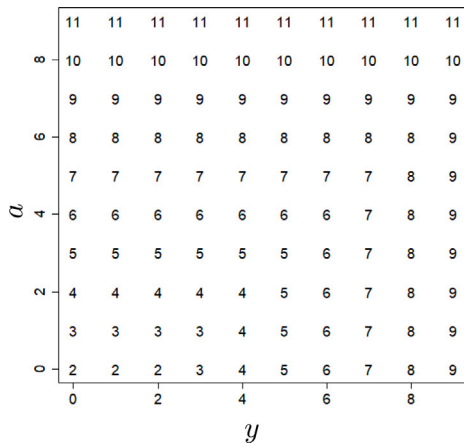 11 11 11 11 11 11 11 11 11 11
8 10 10 10 10 10 10 10 10 10 10
9 9 9 9 9 9 9 9 9 9
6 8 8 8 8 8 8 8 8 8 9
7 7 7 7 7 7 7 7 8 9
a 4 6 6 6 6 6 6 6 7 8 9
5 5 5 5 5 5 6 7 8 9
2 4 4 4 4 4 5 6 7 8 9
3 3 3 3 4 5 6 7 8 9
0 2 2 2 3 4 5 6 7 8 9
0 2 4 6 8
y